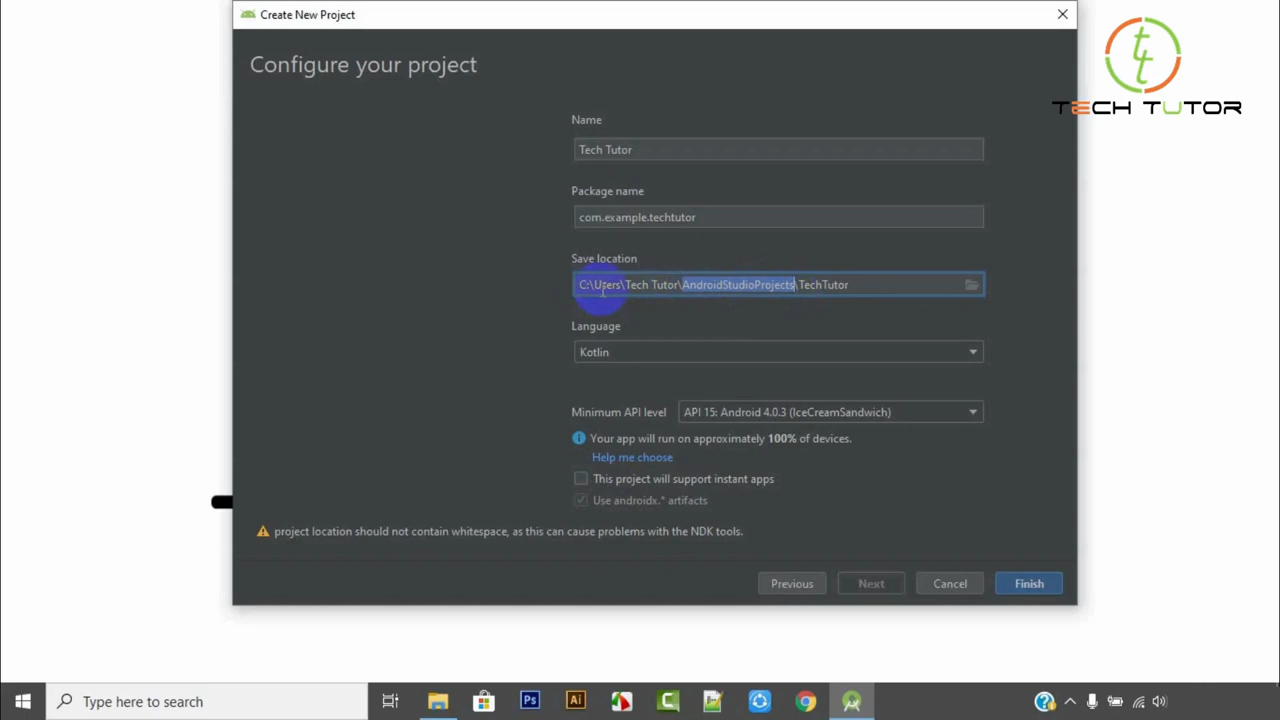 Create New Project
Configure your project
tt
TECH TUTOR
Name
Tech Tutor
Package name
com.example.techtutor
Save location
C:\Users\Tech Tutor\AndroidStudioProjects\TechTutor
Language
Kotlin
Minimum API level API 15: Android 4.0.3 (IceCreamSandwich)
Your app will run on approximately 100% of devices.
Help me choose
This project will support instant apps
Use androidx.* artifacts
project location should not contain whitespace, as this can cause problems with the NDK tools.
Previous Next Cancel Finish
Type here to search Ps Ai C